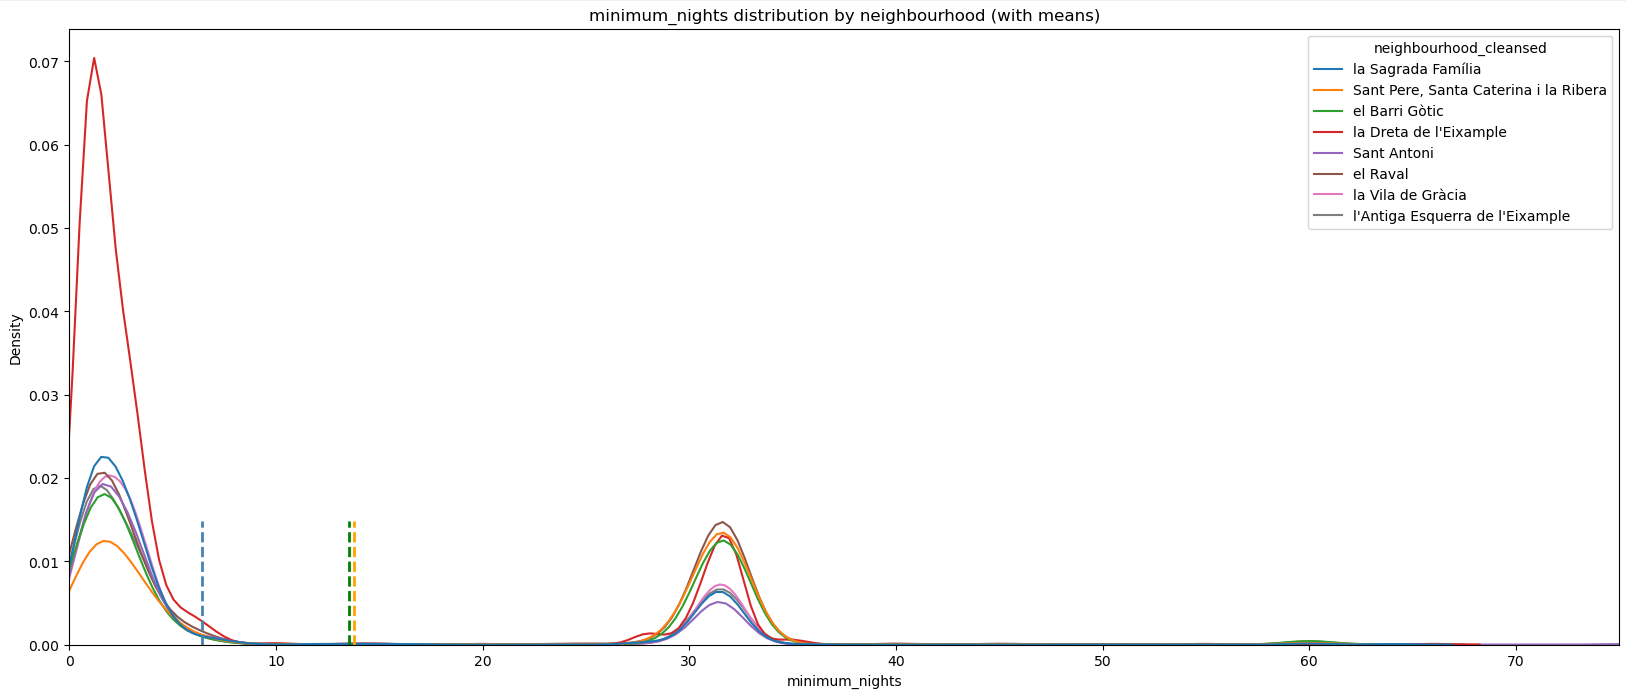 minimum_nights distribution by neighbourhood (with means)
neighbourhood_cleansed
la Sagrada Família
Sant Pere, Santa Caterina i la Ribera
el Barri Gòtic
la Dreta de l'Eixample
Sant Antoni
el Raval
la Vila de Gràcia
l'Antiga Esquerra de l'Eixample
Density
0.07
0.06
0.05
0.04
0.03
0.02
0.01
0.00
0 10 20 30 40 50 60 70
minimum_nights